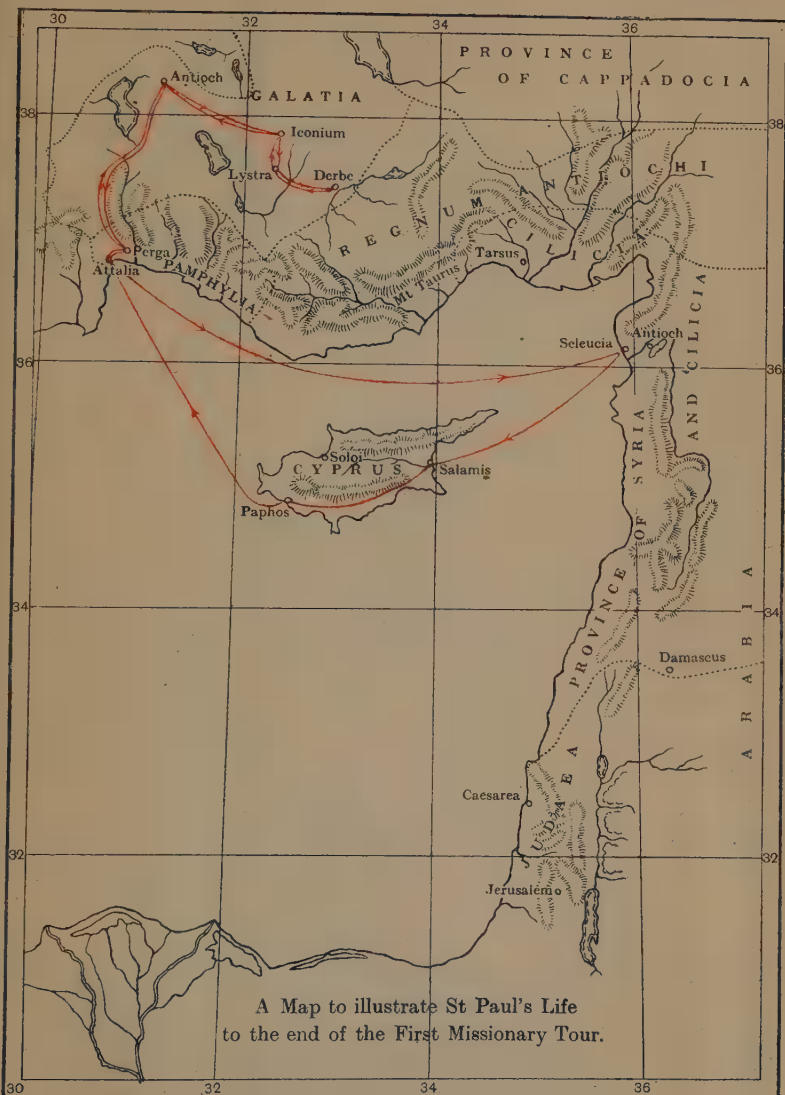 30 32 34 36
PROVINCE
OF CAPPADOCIA
Antioch
GALATIA
38 38
Iconium
Lystra Derbe
REGNUM ANTIOCHI
CILICIA
Tarsus
Mt Taurus
Perga
Attalia
PAMPHYLIA
Seleucia
Antioch
36 36
PROVINCE OF SYRIA
AND CILICIA
Soloi
CYPRUS
Salamis
Paphos
34 34
ARABIA
Damascus
Caesarea
JUDAEA
32 32
Jerusalem
A Map to illustrate St Paul's Life
to the end of the First Missionary Tour.
30 32 34 36